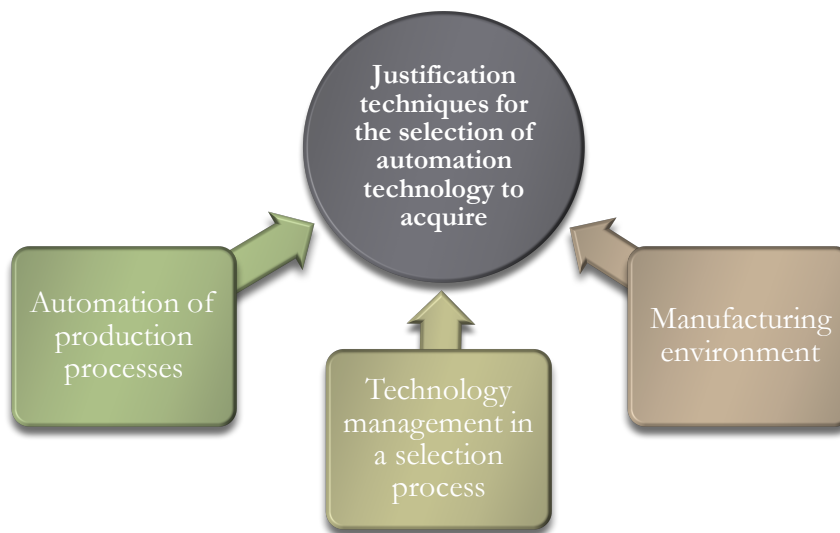 Justification
techniques for
the selection of
automation
technology to
acquire
Automation of
production
processes
Technology
management in
a selection
process
Manufacturing
environment